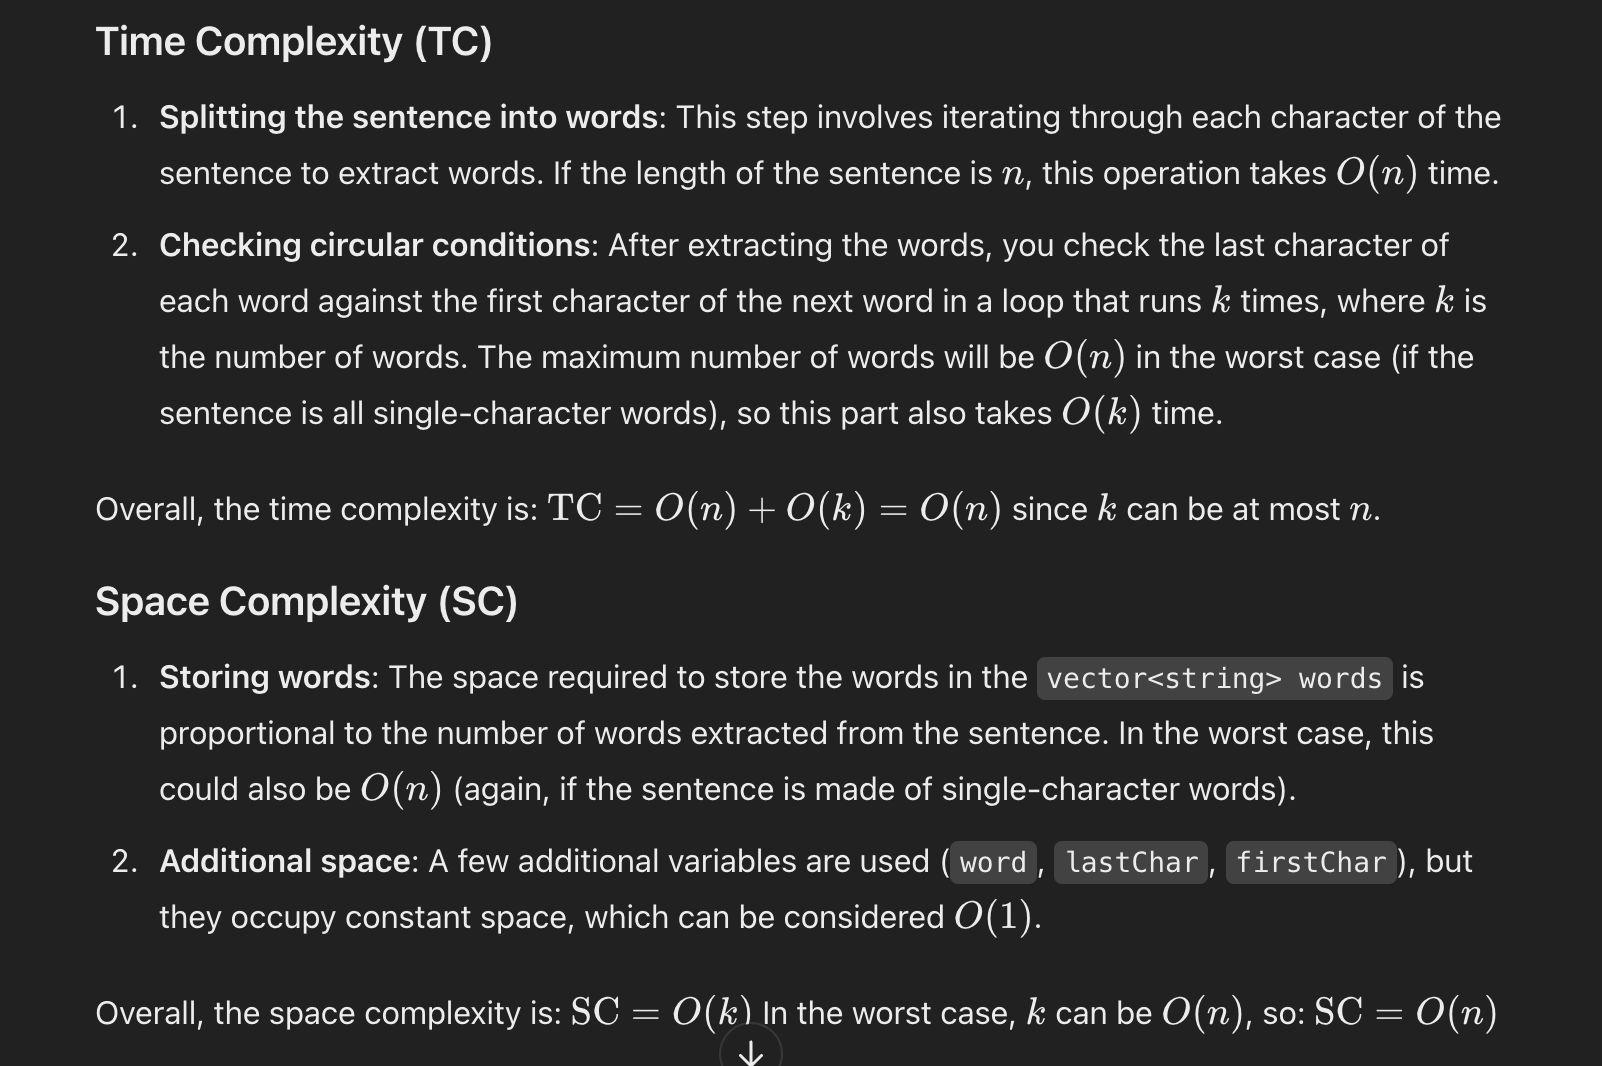 Time Complexity (TC)
1. Splitting the sentence into words: This step involves iterating through each character of the
sentence to extract words. If the length of the sentence is n, this operation takes O(n) time.
2. Checking circular conditions: After extracting the words, you check the last character of
each word against the first character of the next word in a loop that runs k times, where k is
the number of words. The maximum number of words will be O(n) in the worst case (if the
sentence is all single-character words), so this part also takes O(k) time.
Overall, the time complexity is: TC = O(n) + O(k) = O(n) since k can be at most n.
Space Complexity (SC)
1. Storing words: The space required to store the words in the vector<string> words is
proportional to the number of words extracted from the sentence. In the worst case, this
could also be O(n) (again, if the sentence is made of single-character words).
2. Additional space: A few additional variables are used (word, lastChar, firstChar), but
they occupy constant space, which can be considered O(1).
Overall, the space complexity is: SC = O(k) In the worst case, k can be O(n), so: SC = O(n)